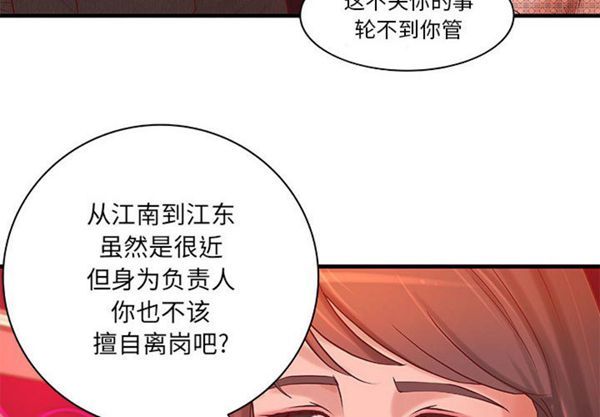 这不关你的事
轮不到你管
从江南到江东
虽然是很近
但身为负责人
你也不该
擅自离岗吧?